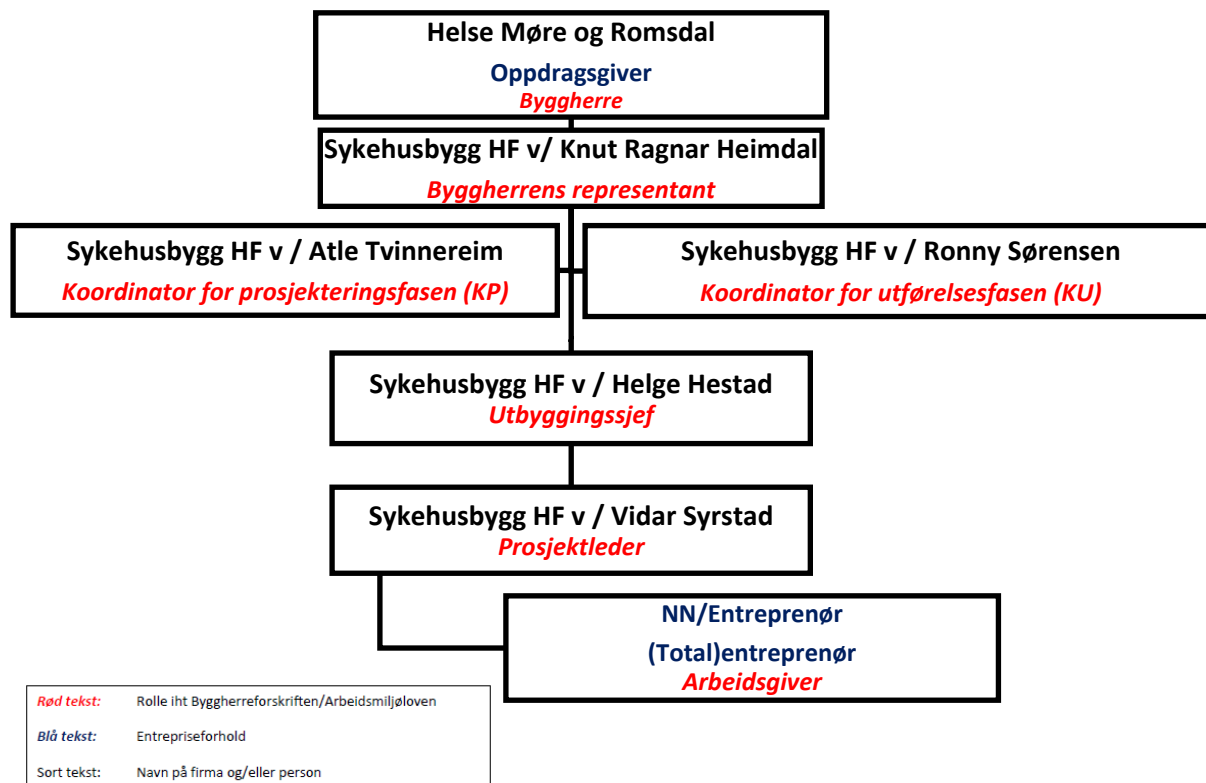 Helse Møre og Romsdal
Oppdragsgiver
Byggherre
Sykehusbygg HF v/ Knut Ragnar Heimdal
Byggherrens representant
Sykehusbygg HF v / Atle Tvinnereim
Koordinator for prosjekteringsfasen (KP)
Sykehusbygg HF v / Ronny Sørensen
Koordinator for utførelsesfasen (KU)
Sykehusbygg HF v / Helge Hestad
Utbyggingssjef
Sykehusbygg HF v / Vidar Syrstad
Prosjektleder
NN/Entreprenør
(Total)entreprenør
Arbeidsgiver
Rød tekst: Rolle iht Byggherreforskriften/Arbeidsmiljøloven
Blå tekst: Entrepriseforhold
Sort tekst: Navn på firma og/eller person